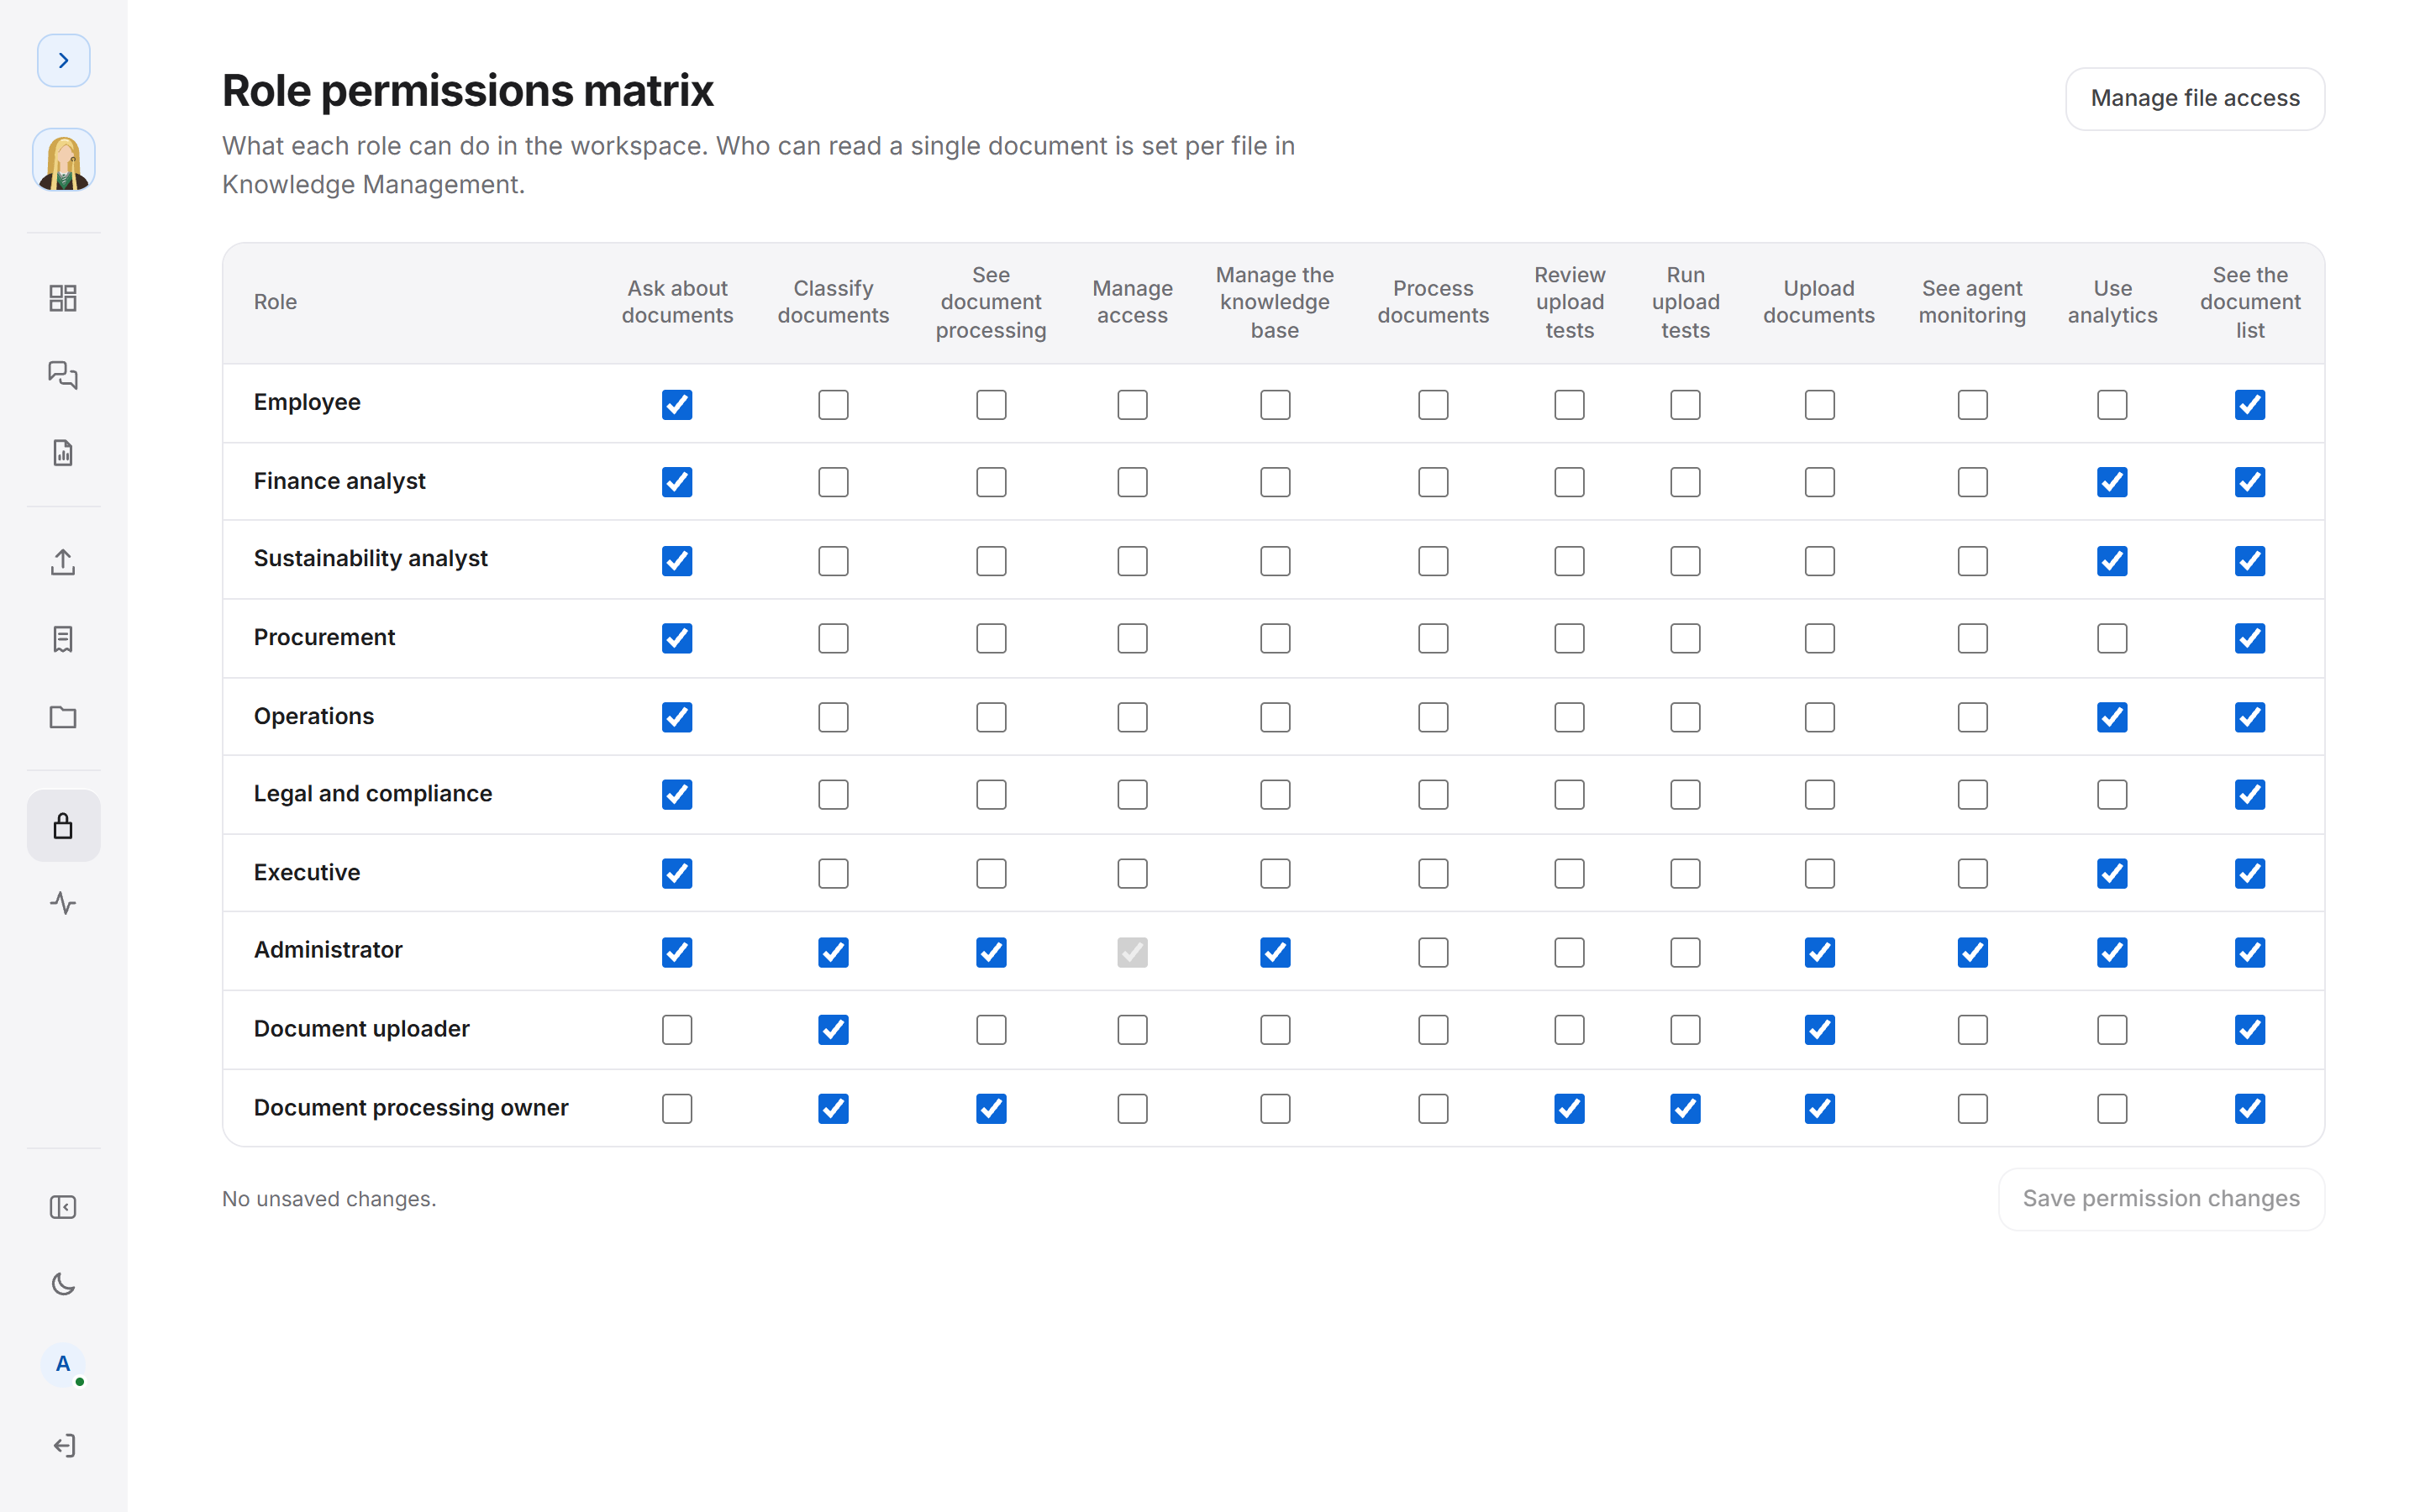 Role permissions matrix
Manage file access
What each role can do in the workspace. Who can read a single document is set per file in
Knowledge Management.
Role
Ask about
documents
Classify
documents
See
document
processing
Manage
access
Manage the
knowledge
base
Process
documents
Review
upload
tests
Run
upload
tests
Upload
documents
See agent
monitoring
Use
analytics
See the
document
list
Employee
Finance analyst
Sustainability analyst
Procurement
Operations
Legal and compliance
Executive
Administrator
Document uploader
Document processing owner
No unsaved changes.
Save permission changes
A